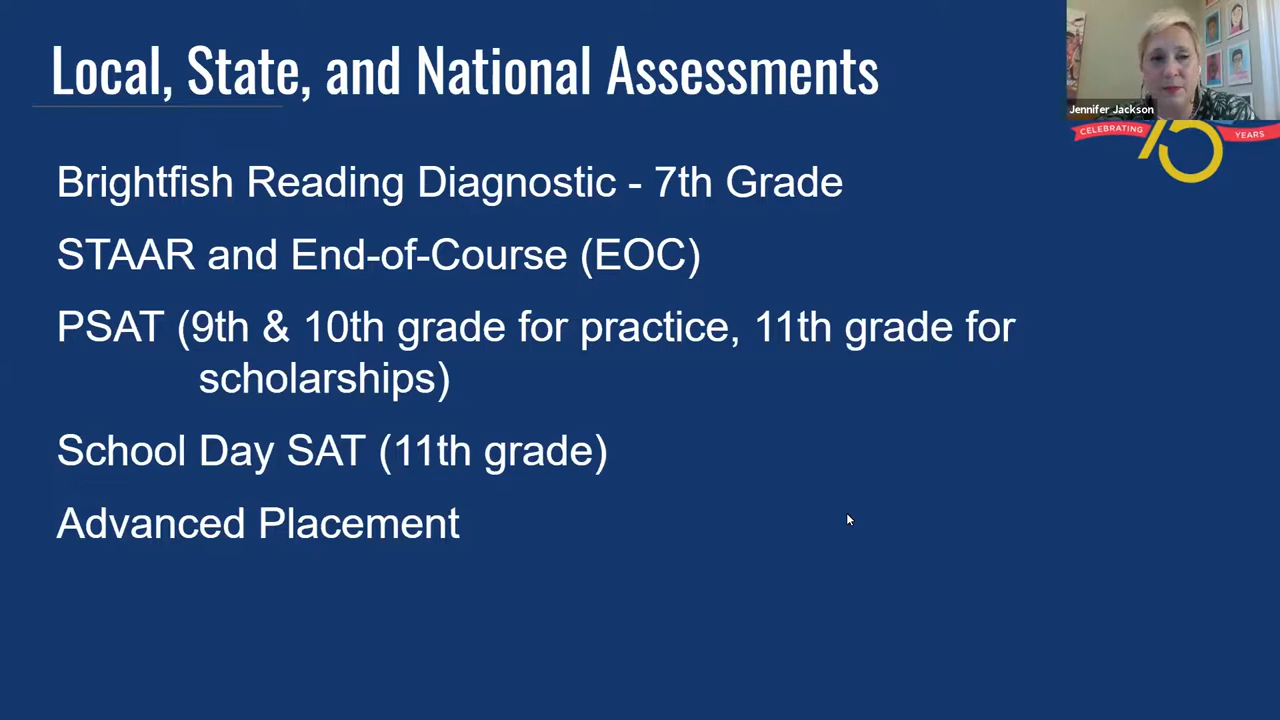 Local, State, and National Assessments
Jennifer Jackson
CELEBRATING 75 YEARS
Brightfish Reading Diagnostic - 7th Grade
STAAR and End-of-Course (EOC)
PSAT (9th & 10th grade for practice, 11th grade for
scholarships)
School Day SAT (11th grade)
Advanced Placement